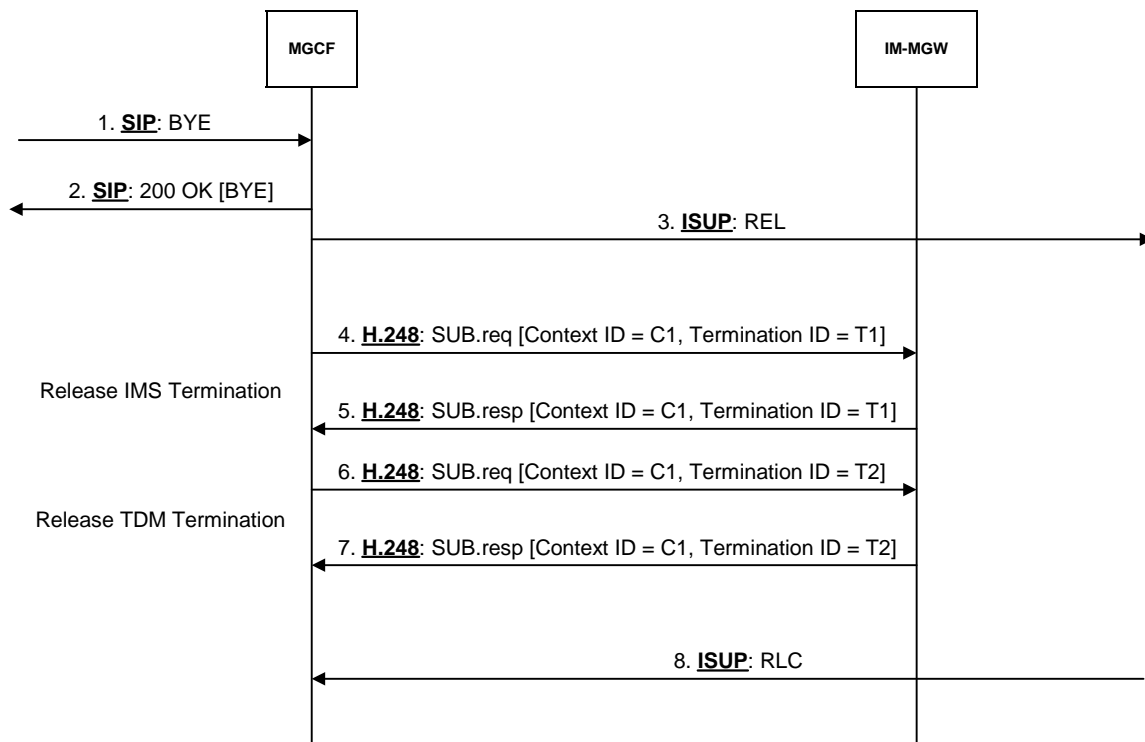 MGCF
IM-MGW
1. SIP: BYE
2. SIP: 200 OK [BYE]
3. ISUP: REL
4. H.248: SUB.req [Context ID = C1, Termination ID = T1]
Release IMS Termination
5. H.248: SUB.resp [Context ID = C1, Termination ID = T1]
6. H.248: SUB.req [Context ID = C1, Termination ID = T2]
Release TDM Termination
7. H.248: SUB.resp [Context ID = C1, Termination ID = T2]
8. ISUP: RLC